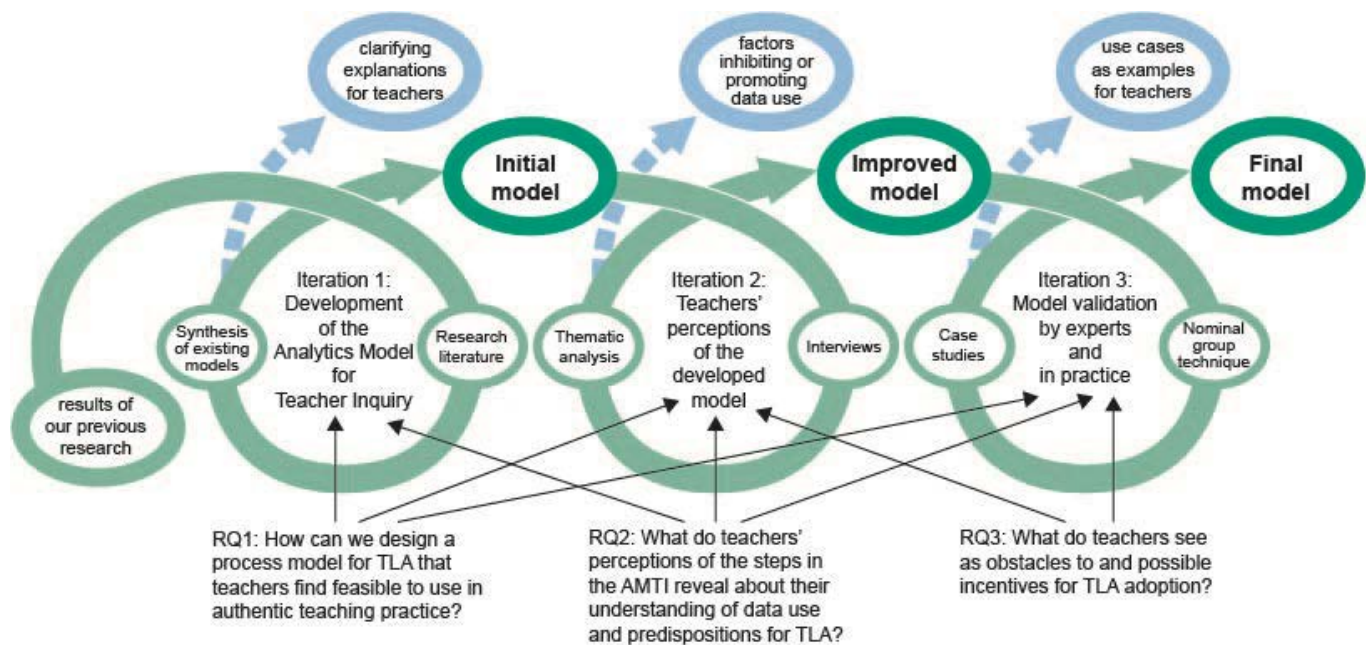 clarifying
explanations
for teachers
factors
inhibiting or
promoting
data use
use cases
as examples
for teachers
Initial
model
Improved
model
Final
model
Iteration 1:
Development
of the
Analytics Model
for
Teacher Inquiry
Iteration 2:
Teachers’
perceptions
of the
developed
model
Iteration 3:
Model validation
by experts
and
in practice
Synthesis
of existing
models
Research
literature
Thematic
analysis
Interviews
Case
studies
Nominal
group
technique
results of
our previous
research
RQ1: How can we design a
process model for TLA that
teachers find feasible to use in
authentic teaching practice?
RQ2: What do teachers’
perceptions of the steps in
the AMTI reveal about their
understanding of data use
and predispositions for TLA?
RQ3: What do teachers see
as obstacles to and possible
incentives for TLA adoption?